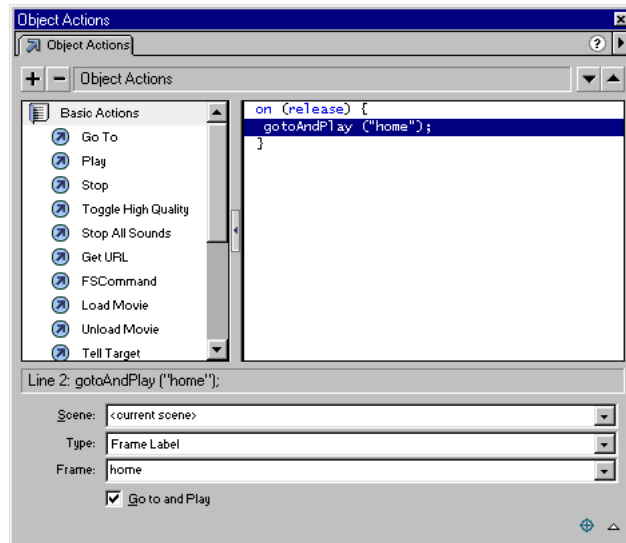 Object Actions
Object Actions
?
Object Actions
Basic Actions
Go To
Play
Stop
Toggle High Quality
Stop All Sounds
Get URL
FSCommand
Load Movie
Unload Movie
Tell Target
on (release) {
gotoAndPlay ("home");
}
Line 2: gotoAndPlay ("home");
Scene: <current scene>
Type: Frame Label
Frame: home
Go to and Play